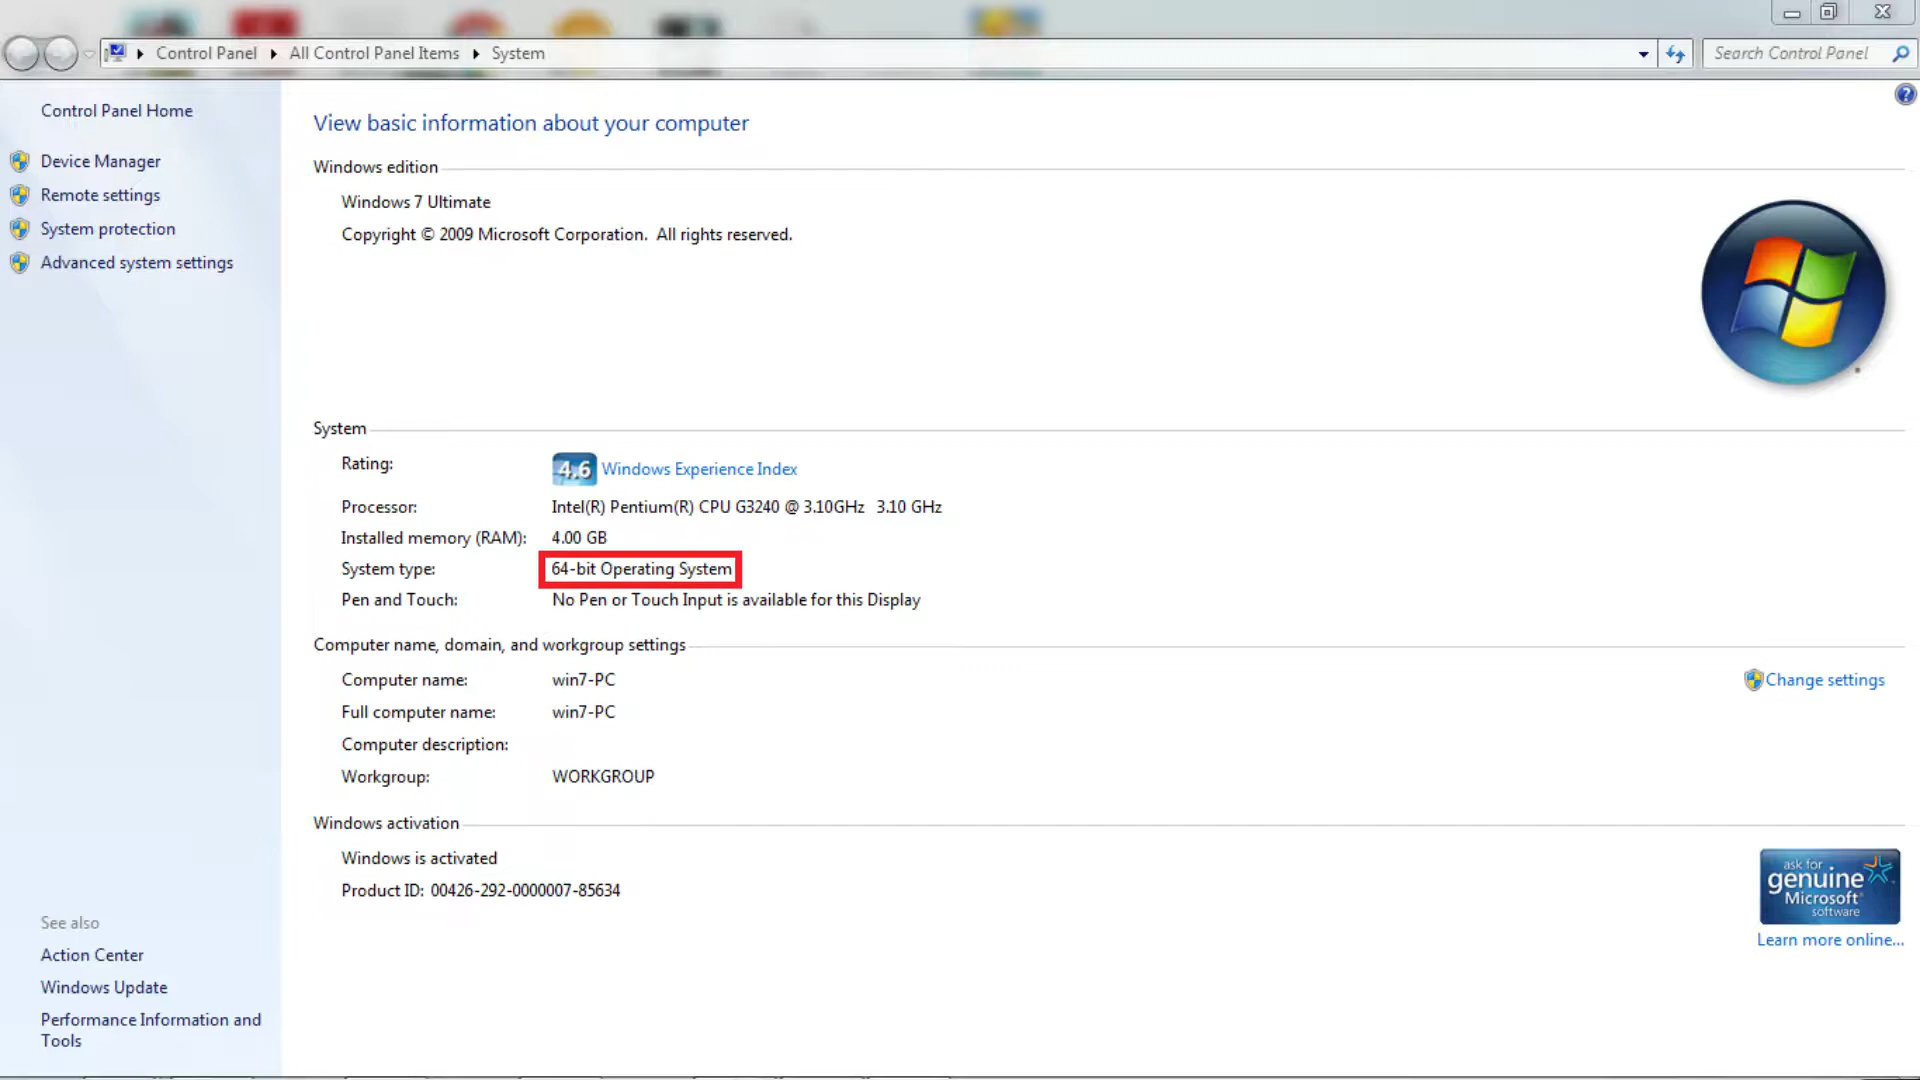 Control Panel ▸ All Control Panel Items ▸ System
Search Control Panel
Control Panel Home
Device Manager
Remote settings
System protection
Advanced system settings
View basic information about your computer
Windows edition
Windows 7 Ultimate
Copyright © 2009 Microsoft Corporation. All rights reserved.
System
Rating: 4.6 Windows Experience Index
Processor: Intel(R) Pentium(R) CPU G3240 @ 3.10GHz 3.10 GHz
Installed memory (RAM): 4.00 GB
System type: 64-bit Operating System
Pen and Touch: No Pen or Touch Input is available for this Display
Computer name, domain, and workgroup settings
Computer name: win7-PC
Change settings
Full computer name: win7-PC
Computer description:
Workgroup: WORKGROUP
Windows activation
Windows is activated
Product ID: 00426-292-0000007-85634
ask for
genuine
Microsoft
software
Learn more online...
See also
Action Center
Windows Update
Performance Information and
Tools